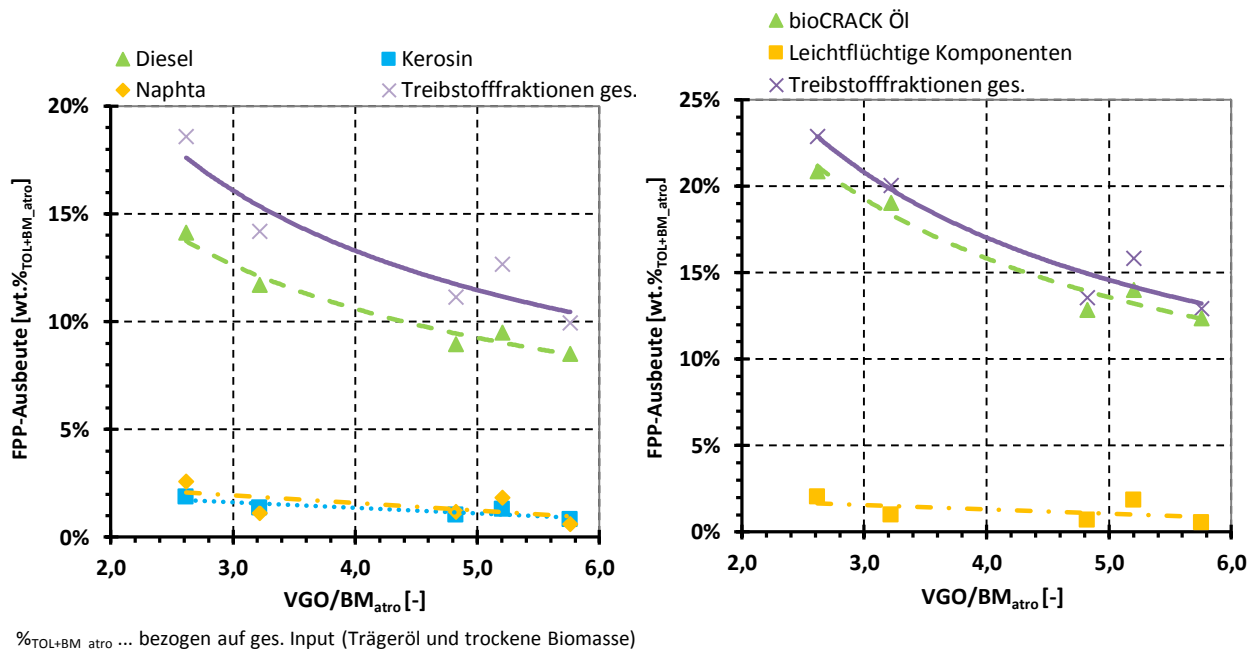 Diesel
Kerosin
Naphta
Treibstofffraktionen ges.
20%
15%
10%
5%
0%
FPP-Ausbeute [wt.%TOL+BM_atro]
2,0 3,0 4,0 5,0 6,0
VGO/BMatro [-]
bioCRACK Öl
Leichtflüchtige Komponenten
Treibstofffraktionen ges.
25%
20%
15%
10%
5%
0%
FPP-Ausbeute [wt.%TOL+BM_atro]
2,0 3,0 4,0 5,0 6,0
VGO/BMatro [-]
%TOL+BM_atro ... bezogen auf ges. Input (Trägeröl und trockene Biomasse)